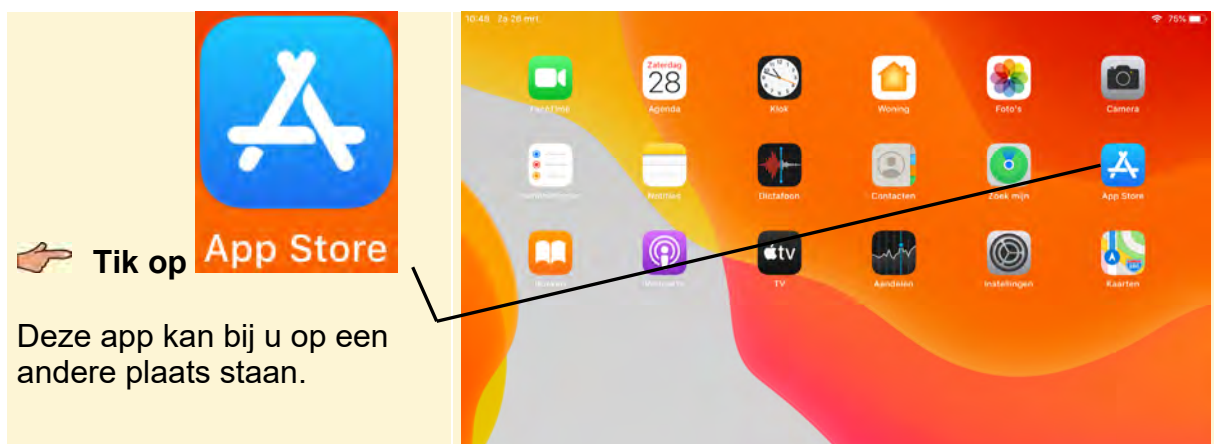 App Store
Tik op
Deze app kan bij u op een
andere plaats staan.
10:48 Za 28 mrt.
75%
FaceTime
Zaterdag
28
Agenda
Klok
Woning
Foto's
Camera
Notities
Dictafoon
Contacten
Zoek mijn
App Store
Boeken
Podcasts
tv
TV
Aandelen
Instellingen
Kaarten